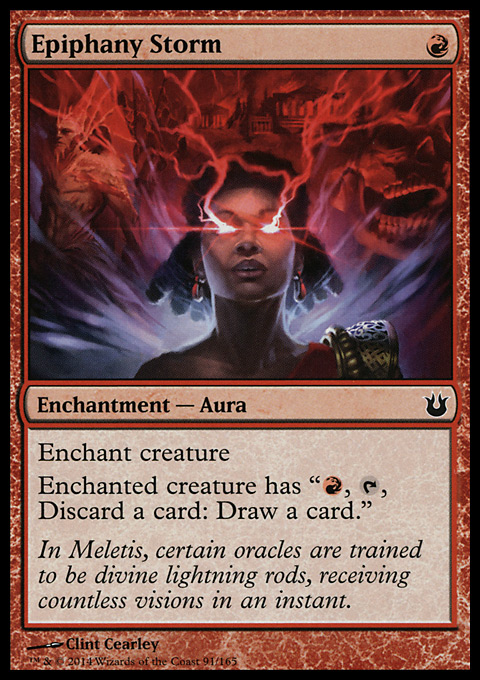 Epiphany Storm
Enchantment — Aura
Enchant creature
Enchanted creature has “ , ,
Discard a card: Draw a card.”
In Meletis, certain oracles are trained
to be divine lightning rods, receiving
countless visions in an instant.
Clint Cearley
™ & © 2014 Wizards of the Coast 91/165